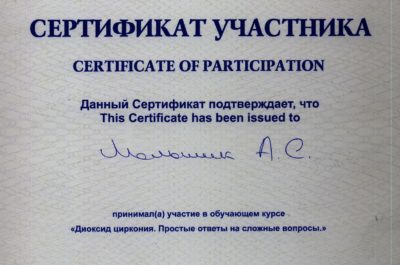 СЕРТИФИКАТ УЧАСТНИКА
CERTIFICATE OF PARTICIPATION
Данный Сертификат подтверждает, что
This Certificate has been issued to
А.С.
принимал(а) участие в обучающем курсе
«Диоксид циркония. Простые ответы на сложные вопросы.»